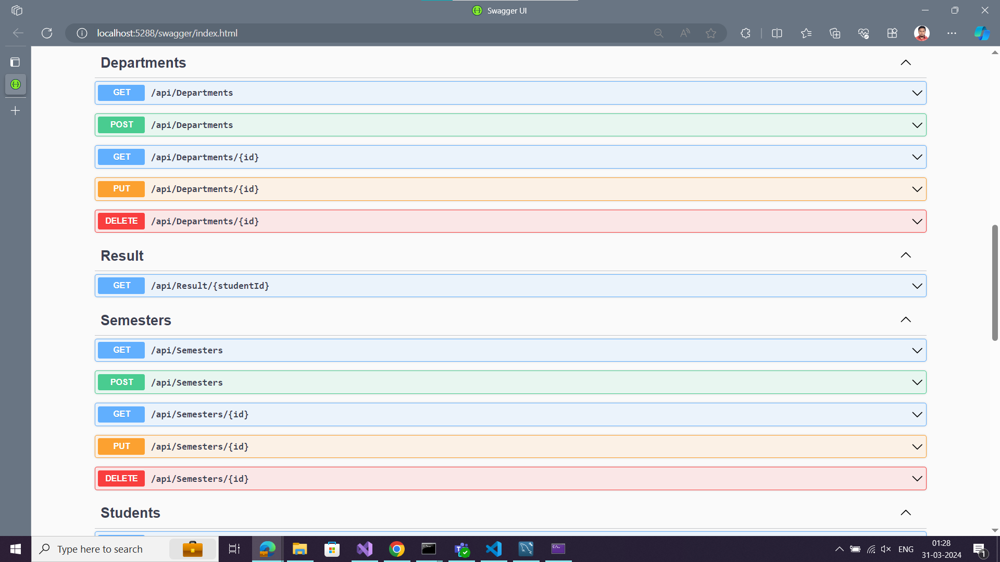 Swagger UI
localhost:5288/swagger/index.html
Departments
GET /api/Departments
POST /api/Departments
GET /api/Departments/{id}
PUT /api/Departments/{id}
DELETE /api/Departments/{id}
Result
GET /api/Result/{studentId}
Semesters
GET /api/Semesters
POST /api/Semesters
GET /api/Semesters/{id}
PUT /api/Semesters/{id}
DELETE /api/Semesters/{id}
Students
Type here to search
ENG
01:28
31-03-2024
1